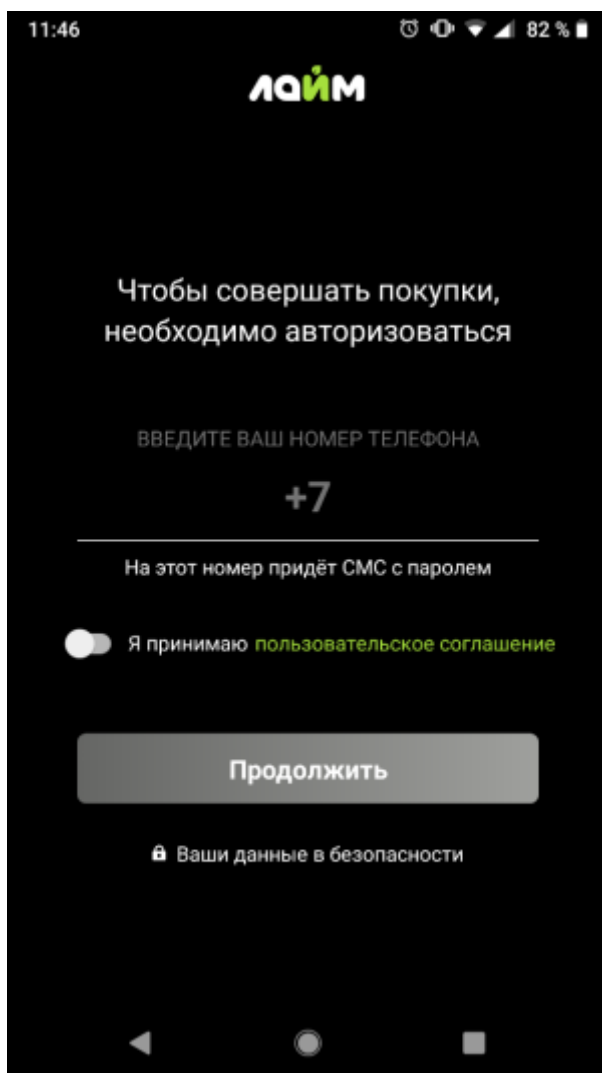 11:46
82 %
лайм
Чтобы совершать покупки,
необходимо авторизоваться
ВВЕДИТЕ ВАШ НОМЕР ТЕЛЕФОНА
+7
На этот номер придёт СМС с паролем
Я принимаю пользовательское соглашение
Продолжить
Ваши данные в безопасности